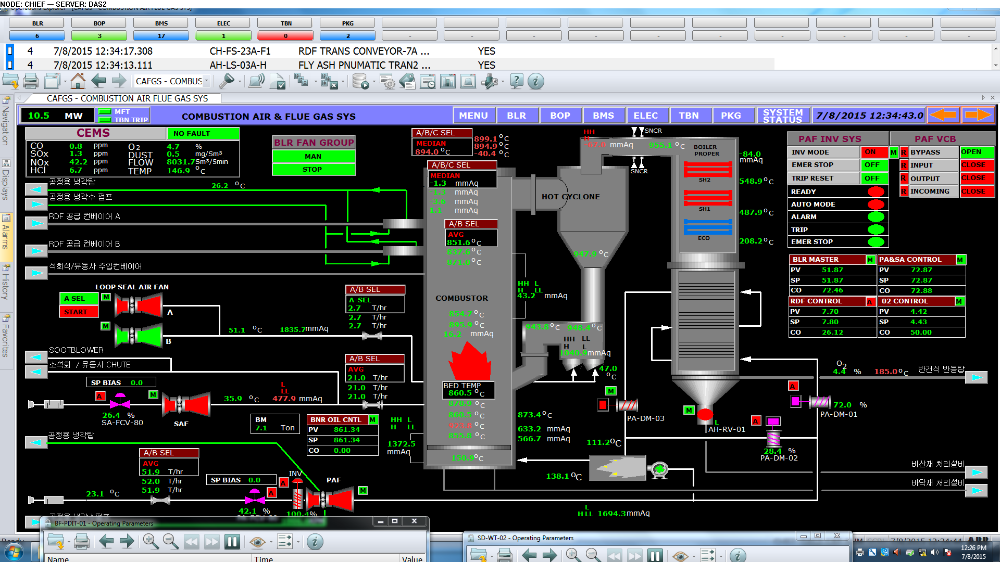 NODE: CHIEF — SERVER: DAS2
Operations Explorer - [CAFGS - COMBUSTION AIR FLUE GAS SYS]
BLR BOP BMS ELEC TBN PKG
6 3 17 1 0 2 - - - - - - - - - -
4 7/8/2015 12:34:17.308 CH-FS-23A-F1 RDF TRANS CONVEYOR-7A ... YES
4 7/8/2015 12:34:13.111 AH-LS-03A-H FLY ASH PNUMATIC TRAN2 ... YES
CAFGS - COMBUS
CAFGS - COMBUSTION AIR FLUE GAS SYS
Navigation
Displays
Alarms
History
Favorites
10.5 MW
MFT
TBN TRIP
COMBUSTION AIR & FLUE GAS SYS
MENU BLR BOP BMS ELEC TBN PKG SYSTEM STATUS
7/8/2015 12:34:43.0
CEMS NO FAULT
CO 0.8 ppm O2 4.7 %
SOx 1.3 ppm DUST 0.5 mg/Sm³
NOx 42.2 ppm FLOW 8031.7 Sm³/5min
HCl 6.7 ppm TEMP 146.9 °C
BLR FAN GROUP
MAN
STOP
A/B/C SEL
MEDIAN
894.0 °C
899.1 °C
894.9 °C
-40.4 °C
HH
H
67.0 mmAq
SNCR
955.1 °C
SNCR
BOILER
PROPER
-84.0
mmAq
SH2
548.9 °C
SH1
487.9 °C
ECO
208.2 °C
PAF INV SYS
INV MODE ON M
EMER STOP OFF
TRIP RESET OFF
READY
AUTO MODE
ALARM
TRIP
EMER STOP
PAF VCB
R BYPASS OPEN
R INPUT CLOSE
R OUTPUT CLOSE
R INCOMING CLOSE
A/B/C SEL
MEDIAN
-1.3 mmAq
-1.3 mmAq
-3.6 mmAq
1.1 mmAq
HOT CYCLONE
공정용 냉각탑
26.2 °C
공정용 냉각수 펌프
RDF 공급 컨베이어 A
RDF 공급 컨베이어 B
석회석/유동사 주입컨베이어
A/B SEL
AVG
851.6 °C
837.6 °C
871.0 °C
947.9 °C
BLR MASTER M
PV 51.87
SP 51.87
CO 72.46
PA&SA CONTROL M
PV 72.87
SP 72.87
CO 72.88
RDF CONTROL A
PV 7.70
SP 7.80
CO 26.12
02 CONTROL M
PV 4.42
SP 4.43
CO 50.00
LOOP SEAL AIR FAN
A SEL M
START
A
M
B
51.1 °C 1835.7 mmAq
A/B SEL
A-SEL
2.7 T/hr
2.7 T/hr
2.7 T/hr
COMBUSTOR
854.7 °C
895.9 °C
16.2 mmAq
HH L
H LL
43.2 mmAq
943.8 °C 948.4 °C
HH LL
H L
1040.9 mmAq
47.0
°C
SOOTBLOWER
소석회 / 유동사 CHUTE
SP BIAS 0.0
A M
26.4 %
SA-FCV-80
SAF
35.9 °C
L
LL
477.9 mmAq
A/B SEL
AVG
21.0 T/hr
21.0 T/hr
21.0 T/hr
BED TEMP
860.5 °C
878.9 °C
860.5 °C
923.8 °C
855.8 °C
150.9 °C
873.4 °C
633.2 mmAq
566.7 mmAq
M
PA-DM-03
M
L
AH-RV-01
O2
4.4 % 185.0 °C
반건식 반응탑
A
72.0 %
PA-DM-01
A
28.4 %
PA-DM-02
BM
7.1 Ton
BNR OIL CNTL M
PV 861.34
SP 861.34
CO 0.00
HH L
H LL
1372.5
mmAq
111.2 °C
138.1 °C
비산재 처리설비
바닥재 처리설비
공정용 냉각탑
A/B SEL
AVG
51.9 T/hr
52.0 T/hr
51.9 T/hr
SP BIAS 0.0
23.1 °C
A
42.1 %
INV
A
100.4 %
PAF
M
L
H LL 1694.3 mmAq
BF-PDIT-01 - Operating Parameters
Name Time Value
SD-WT-02 - Operating Parameters
12:26 PM
7/8/2015